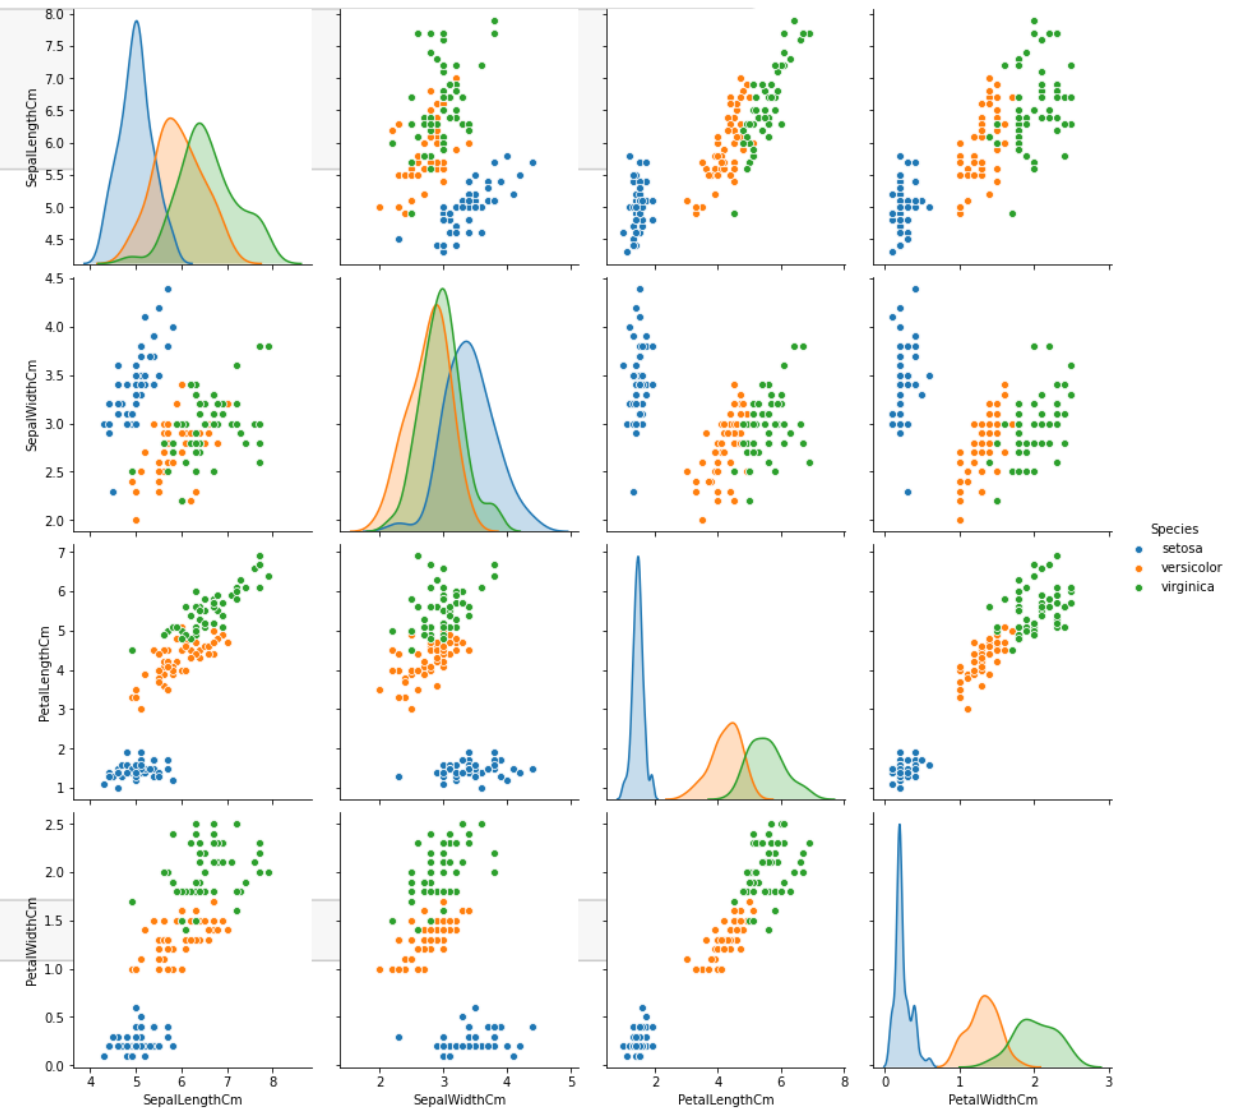 8.0
7.5
7.0
6.5
6.0
5.5
5.0
4.5
SepalLengthCm
4.5
4.0
3.5
3.0
2.5
2.0
SepalWidthCm
Species
setosa
versicolor
virginica
7
6
5
4
3
2
1
PetalLengthCm
2.5
2.0
1.5
1.0
0.5
0.0
PetalWidthCm
4 5 6 7 8
SepalLengthCm
2 3 4 5
SepalWidthCm
2 4 6 8
PetalLengthCm
0 1 2 3
PetalWidthCm